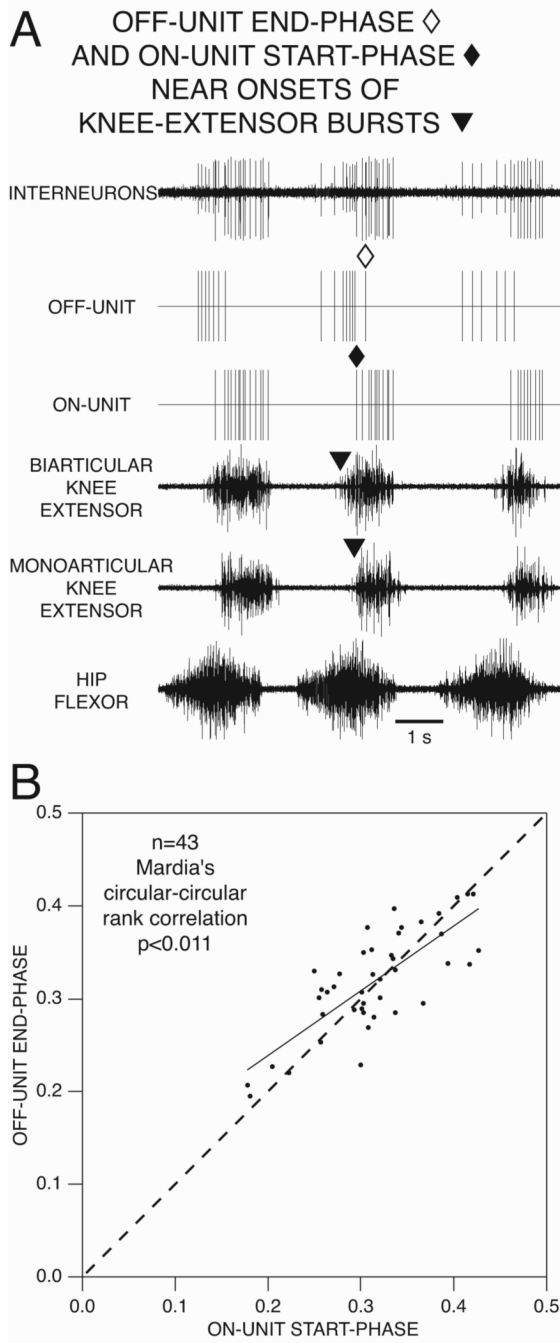 A
OFF-UNIT END-PHASE ◇
AND ON-UNIT START-PHASE ◆
NEAR ONSETS OF
KNEE-EXTENSOR BURSTS ▼
INTERNEURONS
OFF-UNIT
ON-UNIT
BIARTICULAR
KNEE
EXTENSOR
MONOARTICULAR
KNEE
EXTENSOR
HIP
FLEXOR
1 s
B
n=43
Mardia's
circular-circular
rank correlation
p<0.011
0.5
0.4
0.3
0.2
0.1
0.0
OFF-UNIT END-PHASE
0.0 0.1 0.2 0.3 0.4 0.5
ON-UNIT START-PHASE